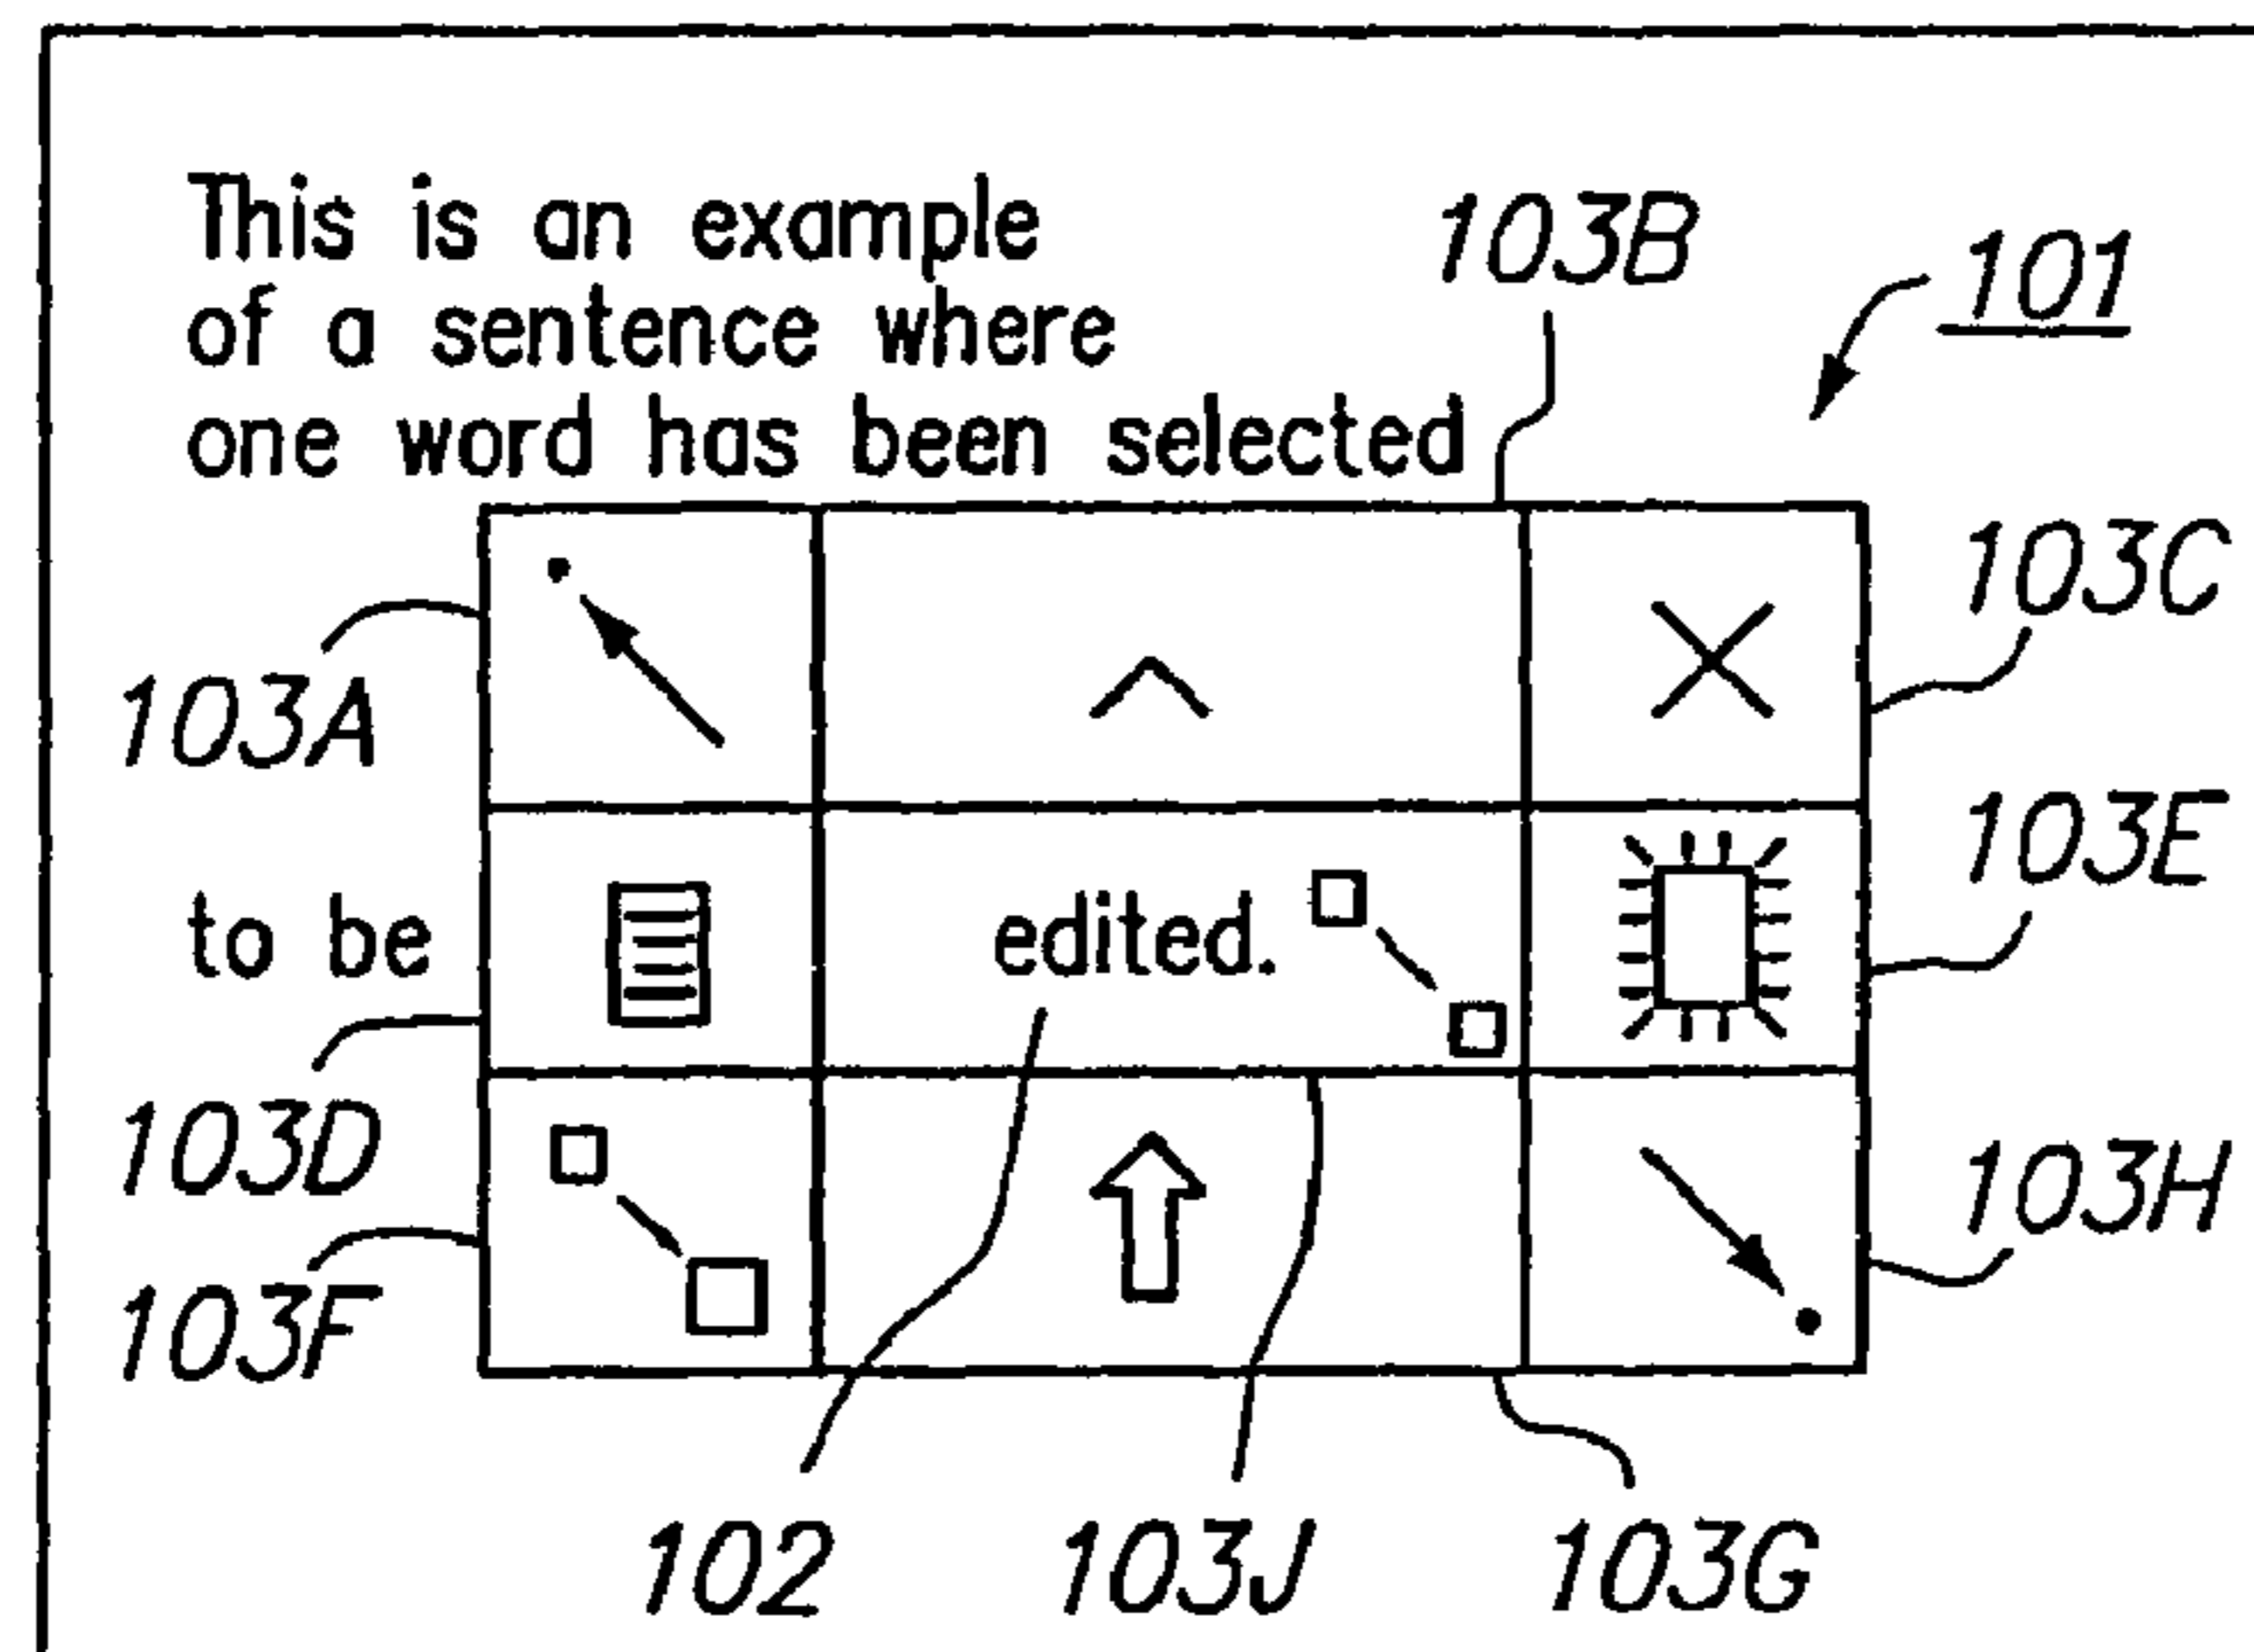 This is an example
103B
101
of a sentence where
one word has been selected
103C
103A
103E
to be edited.
103D
103H
103F
102
103J
103G